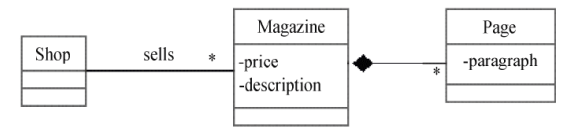 Shop
sells
*
Magazine
-price
-description
*
Page
-paragraph